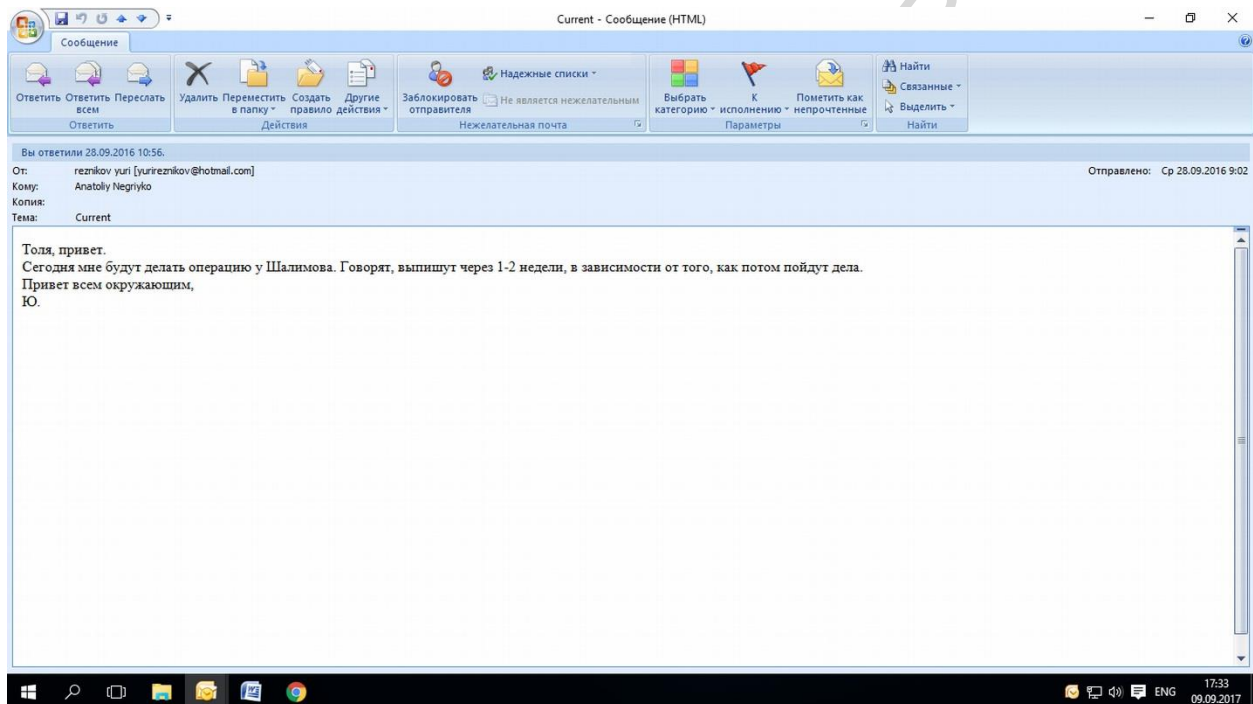 Current - Сообщение (HTML)
Сообщение
Ответить
Ответить всем
Переслать
Ответить
Удалить
Переместить в папку
Создать правило
Другие действия
Действия
Заблокировать отправителя
Надежные списки
Не является нежелательным
Нежелательная почта
Выбрать категорию
К исполнению
Пометить как непрочтенные
Параметры
Найти
Связанные
Выделить
Найти
Вы ответили 28.09.2016 10:56.
От: reznikov yuri [yurireznikov@hotmail.com] Отправлено: Ср 28.09.2016 9:02
Кому: Anatoliy Negriyko
Копия:
Тема: Current
Толя, привет.
Сегодня мне будут делать операцию у Шалимова. Говорят, выпишут через 1-2 недели, в зависимости от того, как потом пойдут дела.
Привет всем окружающим,
Ю.
ENG
17:33
09.09.2017